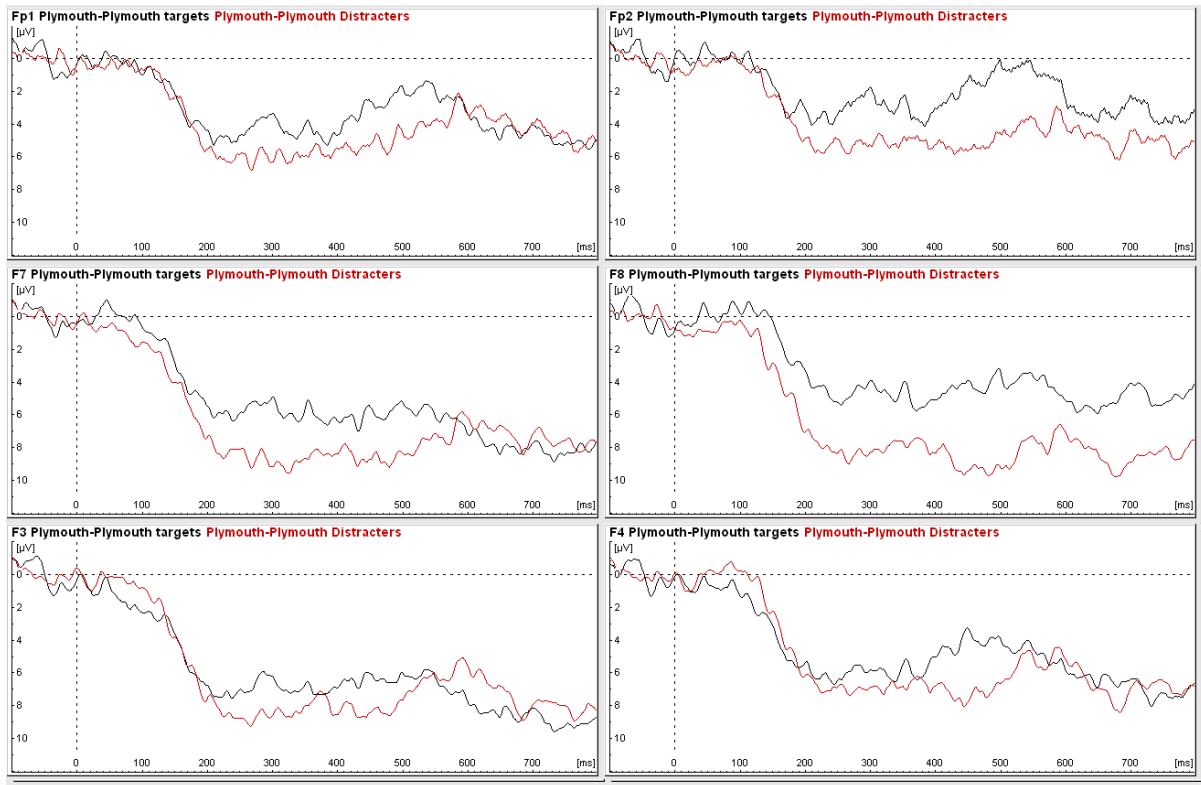 Fp1 Plymouth-Plymouth targets Plymouth-Plymouth Distracters
[µV]
0
2
4
6
8
10
0 100 200 300 400 500 600 700 [ms]
Fp2 Plymouth-Plymouth targets Plymouth-Plymouth Distracters
[µV]
0
2
4
6
8
10
0 100 200 300 400 500 600 700 [ms]
F7 Plymouth-Plymouth targets Plymouth-Plymouth Distracters
[µV]
0
2
4
6
8
10
0 100 200 300 400 500 600 700 [ms]
F8 Plymouth-Plymouth targets Plymouth-Plymouth Distracters
[µV]
0
2
4
6
8
10
0 100 200 300 400 500 600 700 [ms]
F3 Plymouth-Plymouth targets Plymouth-Plymouth Distracters
[µV]
0
2
4
6
8
10
0 100 200 300 400 500 600 700 [ms]
F4 Plymouth-Plymouth targets Plymouth-Plymouth Distracters
[µV]
0
2
4
6
8
10
0 100 200 300 400 500 600 700 [ms]